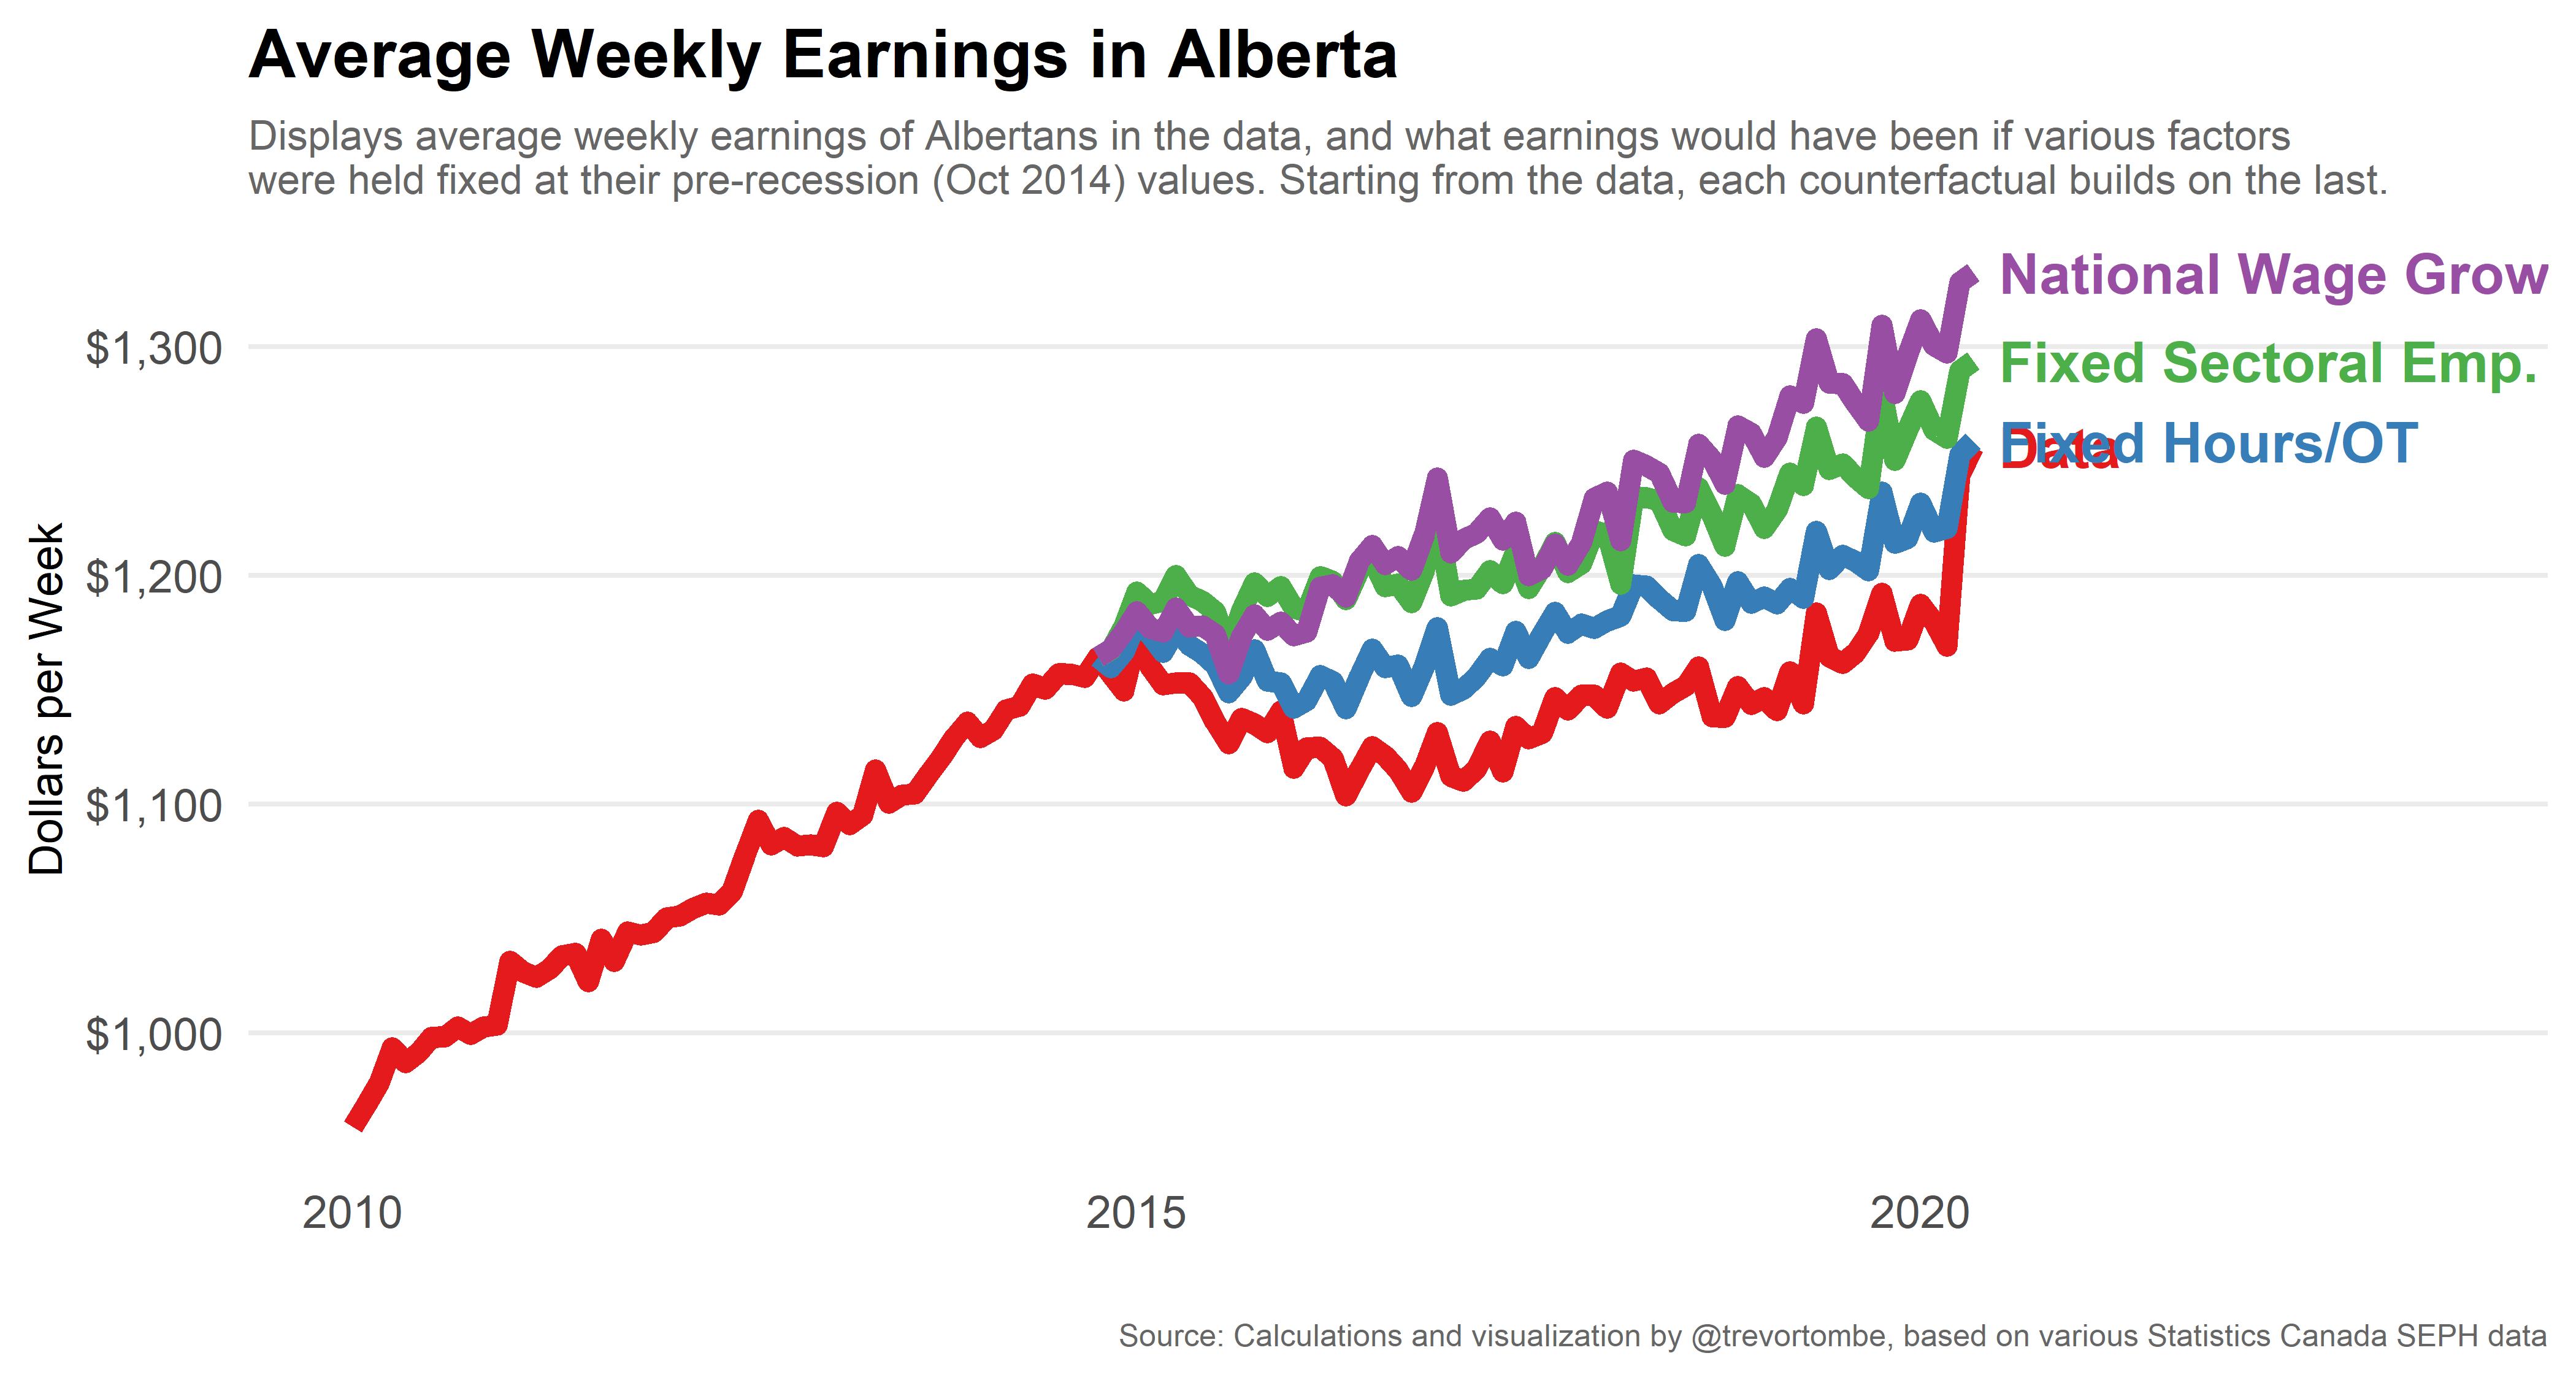 Average Weekly Earnings in Alberta
Displays average weekly earnings of Albertans in the data, and what earnings would have been if various factors
were held fixed at their pre-recession (Oct 2014) values. Starting from the data, each counterfactual builds on the last.
National Wage Grow
$1,300
Fixed Sectoral Emp.
Fixed Hours/OT
Data
$1,200
Dollars per Week
$1,100
$1,000
2010
2015
2020
Source: Calculations and visualization by @trevortombe, based on various Statistics Canada SEPH data